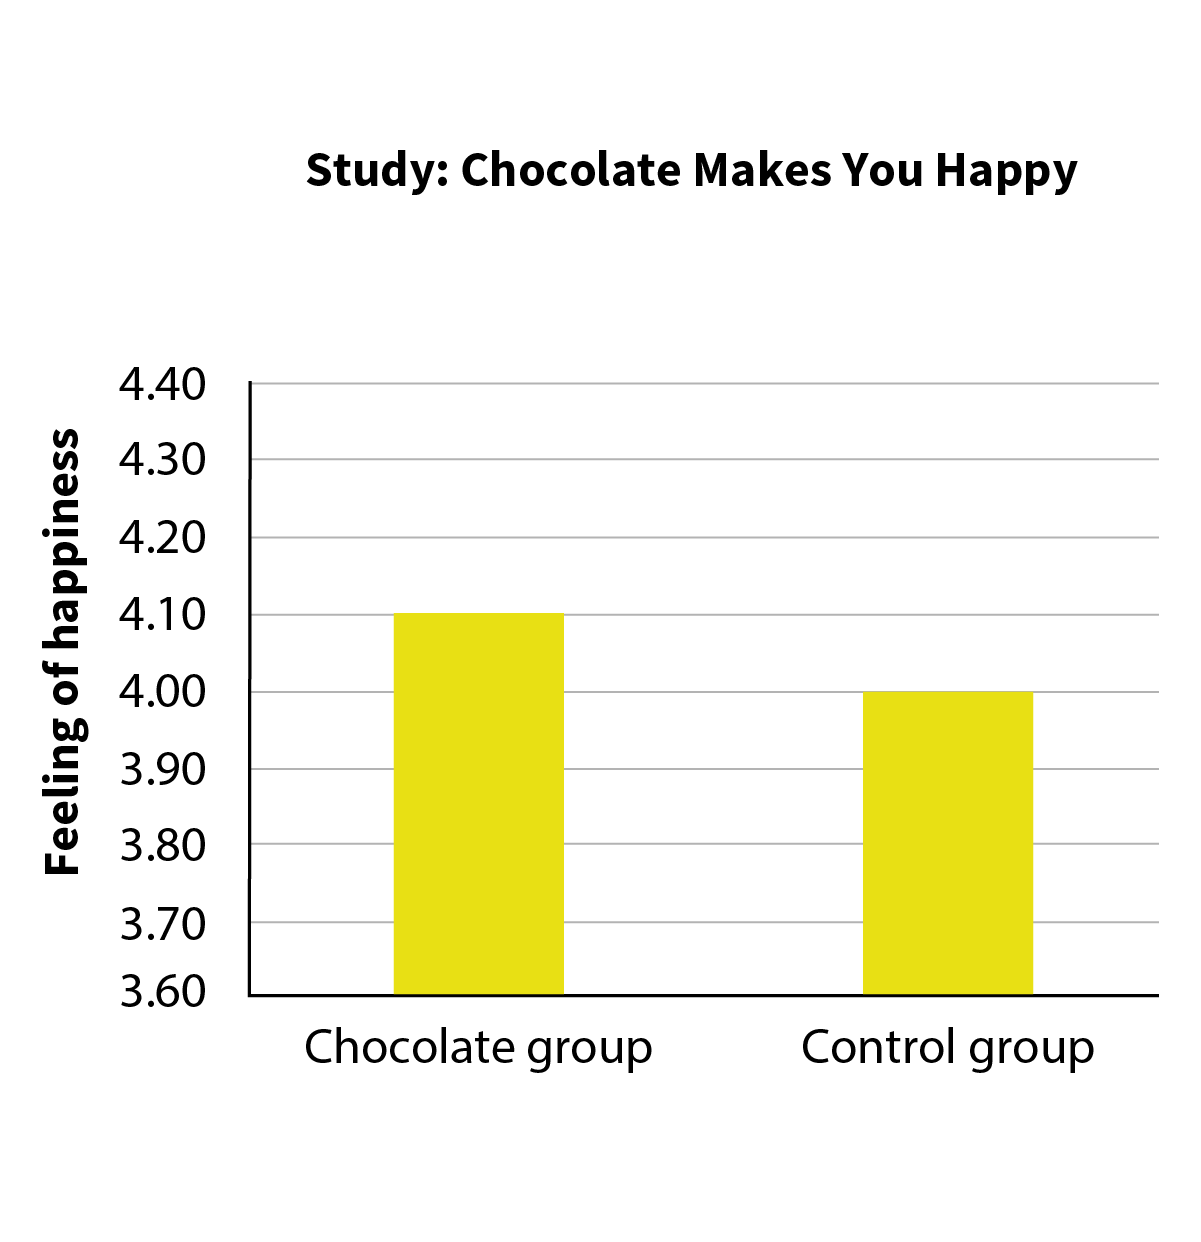 Study: Chocolate Makes You Happy
Feeling of happiness
4.40
4.30
4.20
4.10
4.00
3.90
3.80
3.70
3.60
Chocolate group
Control group